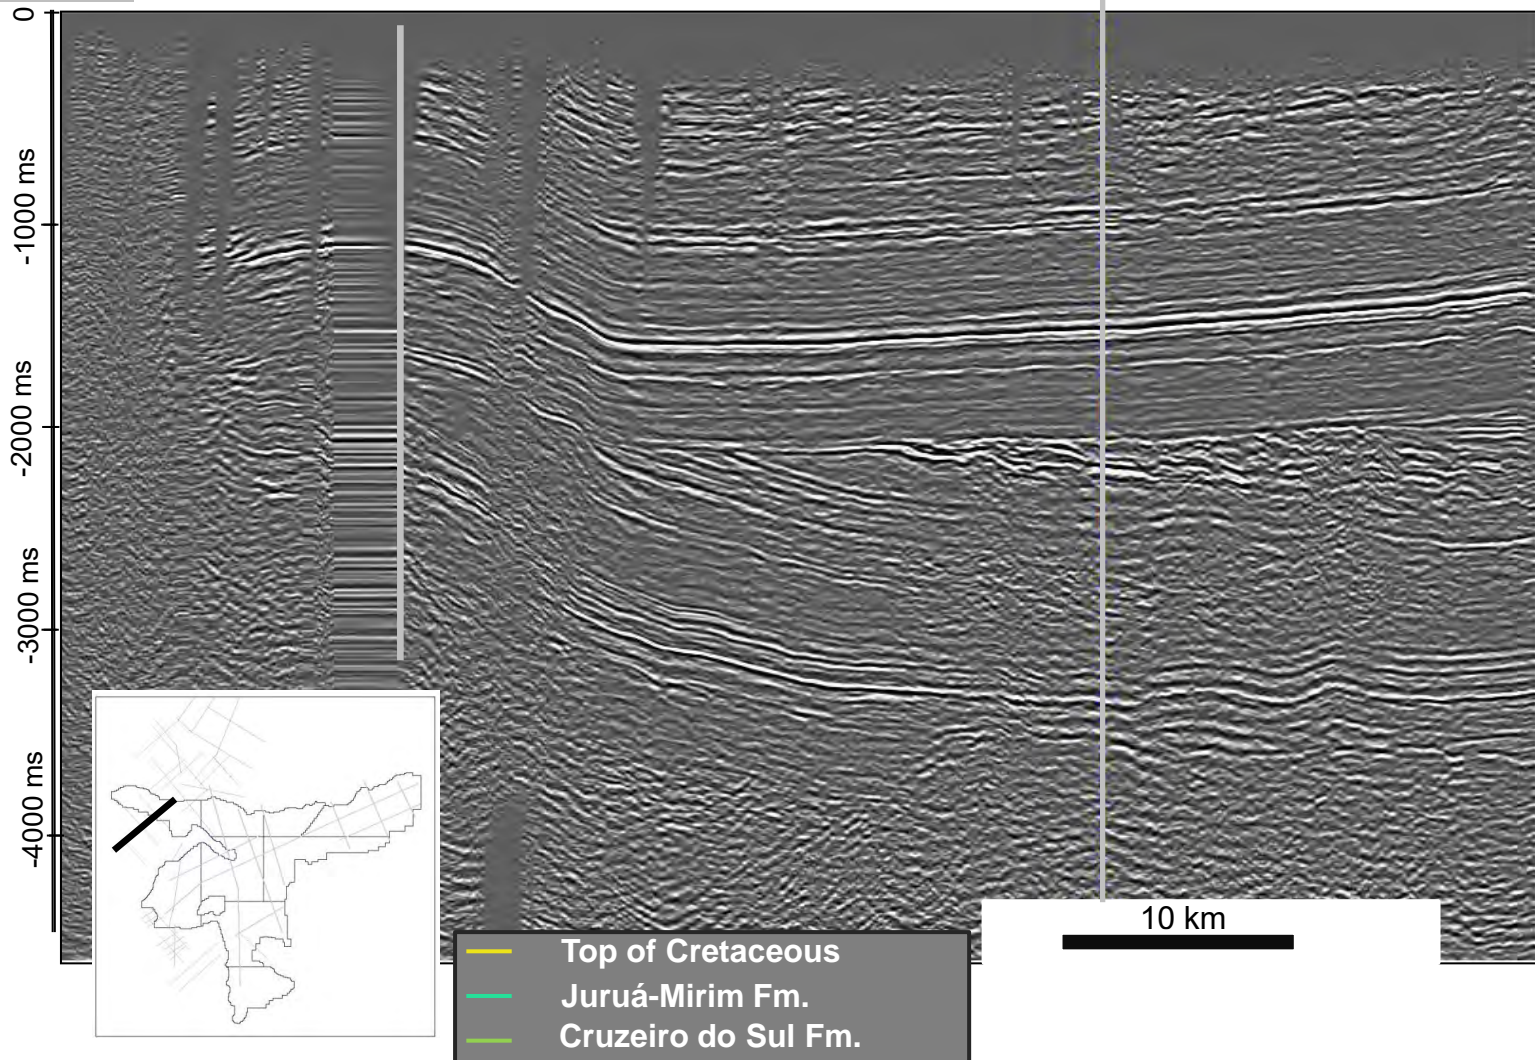 0
-1000 ms
-2000 ms
-3000 ms
-4000 ms
10 km
Top of Cretaceous
Juruá-Mirim Fm.
Cruzeiro do Sul Fm.